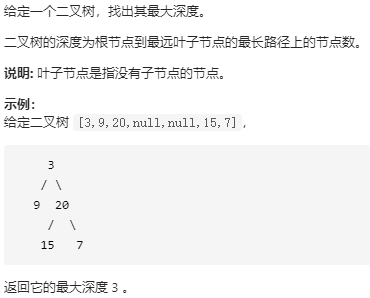 给定一个二叉树，找出其最大深度。
二叉树的深度为根节点到最远叶子节点的最长路径上的节点数。
说明: 叶子节点是指没有子节点的节点。
示例：
给定二叉树 [3,9,20,null,null,15,7]，
3
/ \
9 20
/ \
15 7
返回它的最大深度 3 。